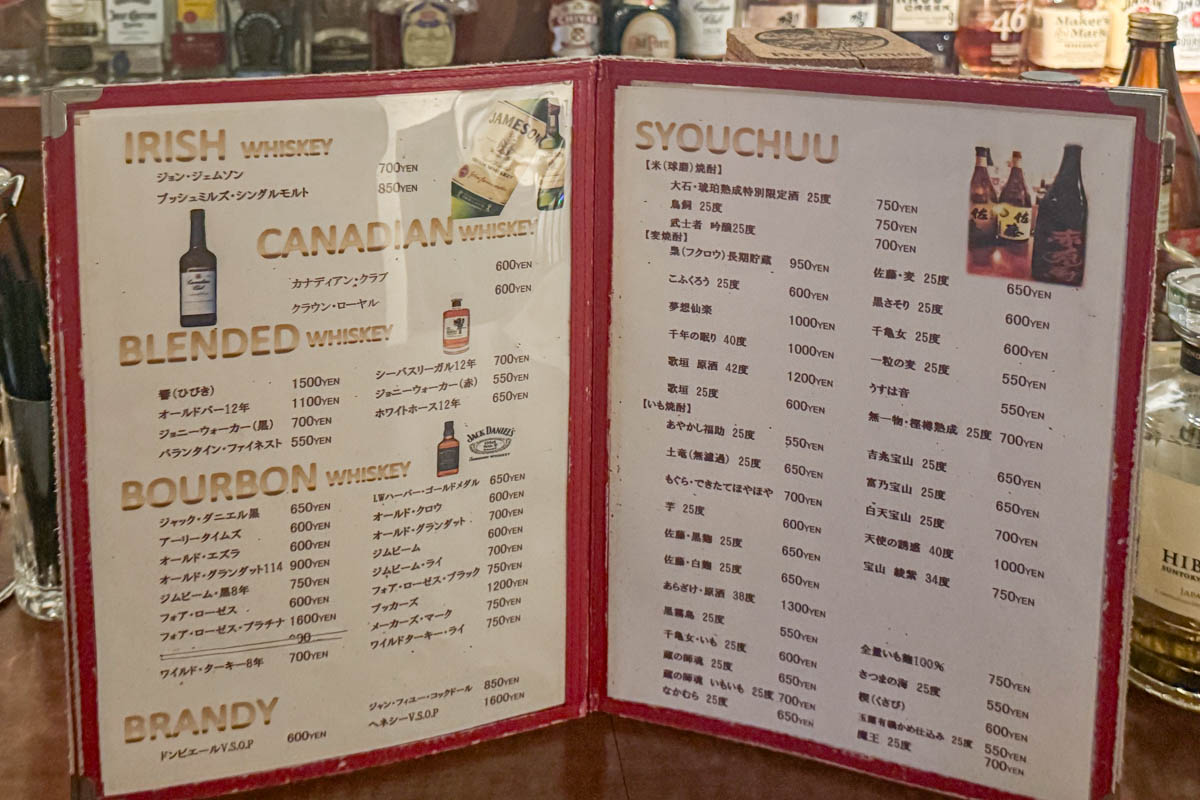 IRISH WHISKEY
ジョン・ジェムソン 700YEN
ブッシュミルズ・シングルモルト 850YEN
JAMESON
CANADIAN WHISKEY
カナディアン・クラブ 600YEN
クラウン・ローヤル 600YEN
BLENDED WHISKEY
響(ひびき) 1500YEN
オールドパー12年 1100YEN
ジョニーウォーカー(黒) 700YEN
バランタイン・ファイネスト 550YEN
シーバスリーガル12年 700YEN
ジョニーウォーカー(赤) 550YEN
ホワイトホース12年 650YEN
JACK DANIEL'S
BOURBON WHISKEY
ジャック・ダニエル黒 650YEN
アーリータイムズ 600YEN
オールド・エズラ 600YEN
オールド・グランダット114 900YEN
ジムビーム・黒8年 750YEN
フォア・ローゼス 600YEN
フォア・ローゼス・プラチナ 1600YEN
ワイルド・ターキー8年 700YEN
I.Wハーパー・ゴールドメダル 650YEN
オールド・クロウ 600YEN
オールド・グランダット 700YEN
ジムビーム 700YEN
ジムビーム・ライ 750YEN
フォア・ローゼス・ブラック 1200YEN
ブッカーズ 750YEN
メーカーズ・マーク 750YEN
ワイルドターキー・ライ
BRANDY
ドンピエールV.S.O.P 600YEN
ジャン・フィユー・コックドール 850YEN
ヘネシーV.S.O.P 1600YEN
SYOUCHUU
【米(球磨)焼酎】
大石・琥珀熟成特別限定酒 25度 750YEN
鳥飼 25度 750YEN
武士者 吟醸25度 700YEN
【麦焼酎】
梟(フクロウ)長期貯蔵 950YEN
こふくろう 25度 600YEN
夢想仙楽 1000YEN
千年の眠り 40度 1000YEN
歌垣 原酒 42度 1200YEN
歌垣 25度 600YEN
佐藤・麦 25度 650YEN
黒さそり 25度 600YEN
千亀女 25度 600YEN
一粒の麦 25度 550YEN
うすは音 550YEN
無一物・樫樽熟成 25度 700YEN
【いも焼酎】
あやかし福助 25度 550YEN
土竜(無濾過) 25度 650YEN
もぐら・できたてほやほや 700YEN
芋 25度 600YEN
佐藤・黒麹 25度 650YEN
佐藤・白麹 25度 650YEN
あらざけ・原酒 38度 1300YEN
黒霧島 25度 550YEN
千亀女・いも 25度 600YEN
蔵の師魂 25度 650YEN
蔵の師魂 いもいも 25度 700YEN
なかむら 25度 650YEN
吉兆宝山 25度 650YEN
富乃宝山 25度 650YEN
白天宝山 25度 700YEN
天使の誘惑 40度 1000YEN
宝山 綾紫 34度 750YEN
全量いも麹100%
さつまの海 25度 750YEN
楔(くさび) 550YEN
玉露有磯かめ仕込み 25度 600YEN
魔王 25度 550YEN
700YEN
CHIVAS
46
Maker's Mark
WHISKY
HIB
SUNTOR
JAPA